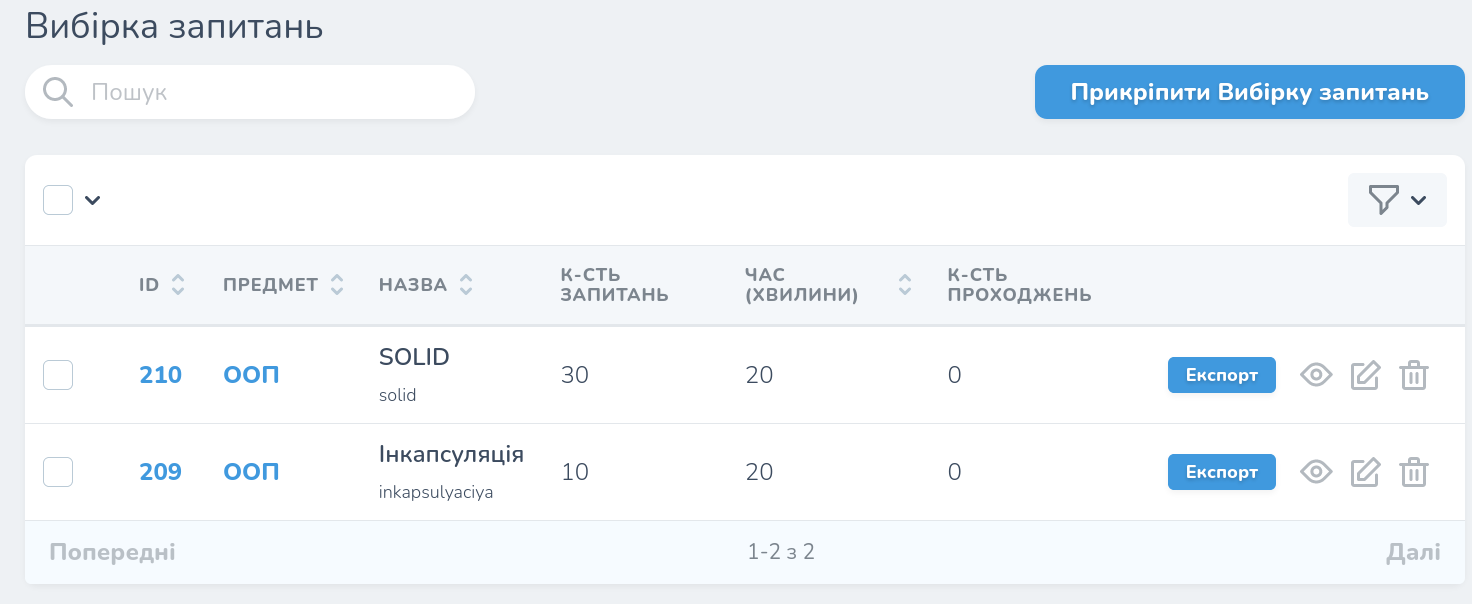 Вибірка запитань
Пошук
Прикріпити Вибірку запитань
ID ПРЕДМЕТ НАЗВА К-СТЬ ЗАПИТАНЬ ЧАС (ХВИЛИНИ) К-СТЬ ПРОХОДЖЕНЬ
210 ООП SOLID 30 20 0 Експорт
solid
209 ООП Інкапсуляція 10 20 0 Експорт
inkapsulyaciya
Попередні 1-2 з 2 Далі